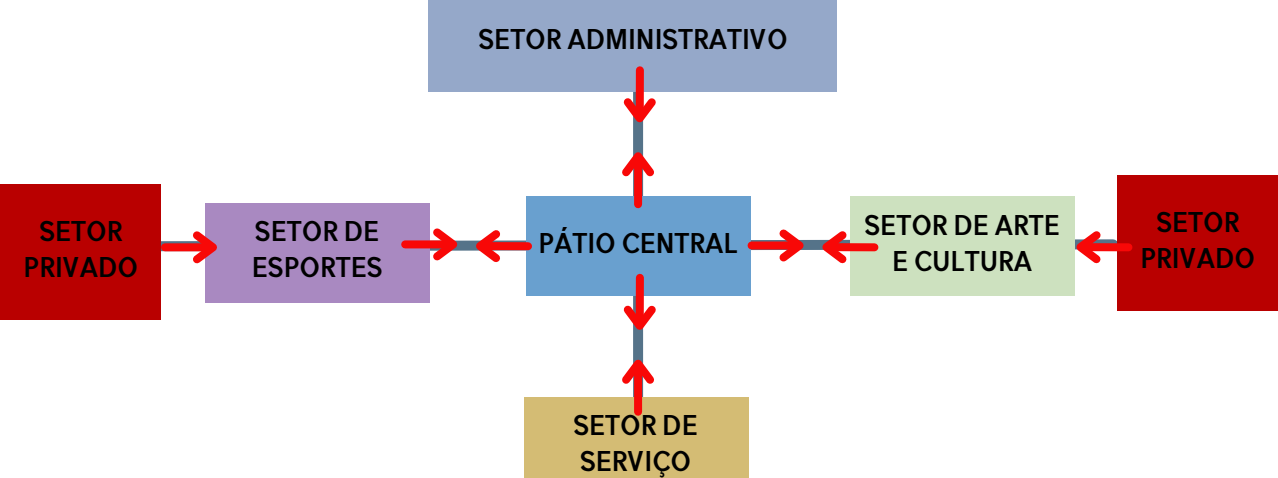 SETOR ADMINISTRATIVO
SETOR
PRIVADO
SETOR DE
ESPORTES
PÁTIO CENTRAL
SETOR DE ARTE
E CULTURA
SETOR
PRIVADO
SETOR DE
SERVIÇO